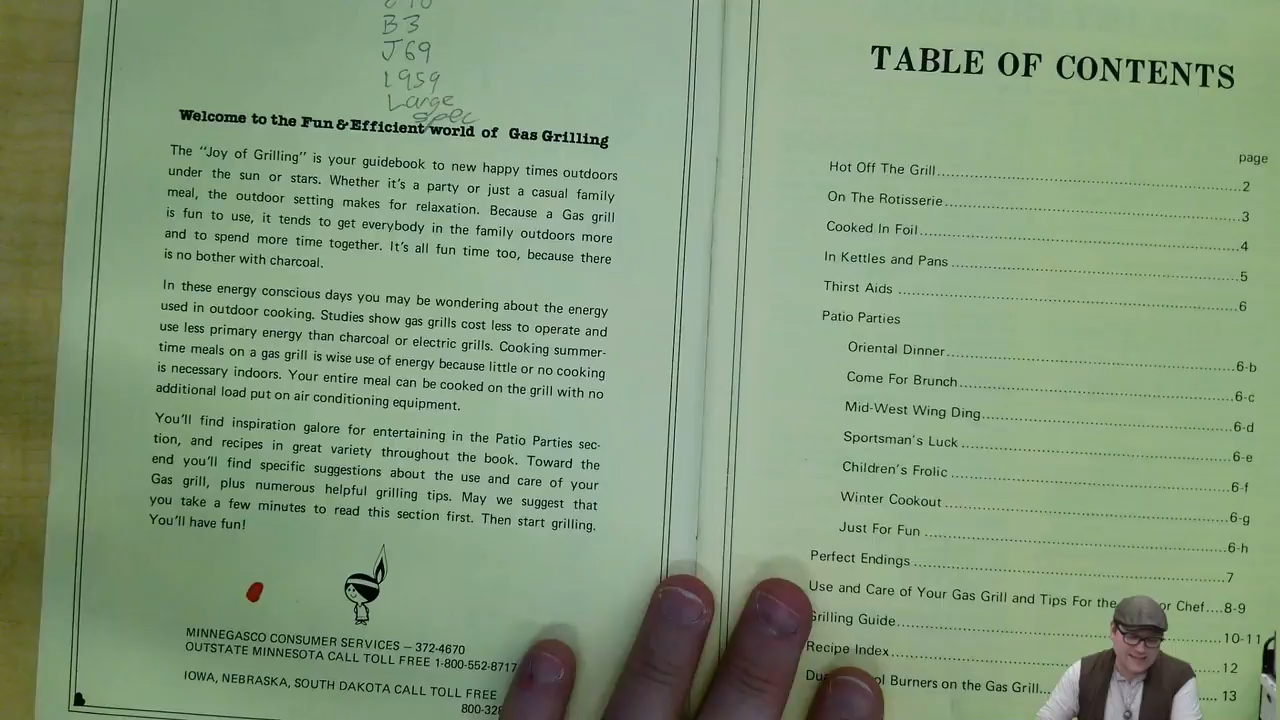 B3
J69
1959
Large
Spec
Welcome to the Fun & Efficient world of Gas Grilling
The "Joy of Grilling" is your guidebook to new happy times outdoors
under the sun or stars. Whether it's a party or just a casual family
meal, the outdoor setting makes for relaxation. Because a Gas grill
is fun to use, it tends to get everybody in the family outdoors more
and to spend more time together. It's all fun time too, because there
is no bother with charcoal.
In these energy conscious days you may be wondering about the energy
used in outdoor cooking. Studies show gas grills cost less to operate and
use less primary energy than charcoal or electric grills. Cooking summer-
time meals on a gas grill is wise use of energy because little or no cooking
is necessary indoors. Your entire meal can be cooked on the grill with no
additional load put on air conditioning equipment.
You'll find inspiration galore for entertaining in the Patio Parties sec-
tion, and recipes in great variety throughout the book. Toward the
end you'll find specific suggestions about the use and care of your
Gas grill, plus numerous helpful grilling tips. May we suggest that
you take a few minutes to read this section first. Then start grilling.
You'll have fun!
MINNEGASCO CONSUMER SERVICES – 372-4670
OUTSTATE MINNESOTA CALL TOLL FREE 1-800-552-8717
IOWA, NEBRASKA, SOUTH DAKOTA CALL TOLL FREE
TABLE OF CONTENTS
page
Hot Off The Grill 2
On The Rotisserie 3
Cooked In Foil 4
In Kettles and Pans 5
Thirst Aids 6
Patio Parties
Oriental Dinner 6-b
Come For Brunch 6-c
Mid-West Wing Ding 6-d
Sportsman's Luck 6-e
Children's Frolic 6-f
Winter Cookout 6-g
Just For Fun 6-h
Perfect Endings 7
Use and Care of Your Gas Grill and Tips For the Chef 8-9
Grilling Guide 10-11
Recipe Index 12
Burners on the Gas Grill 13